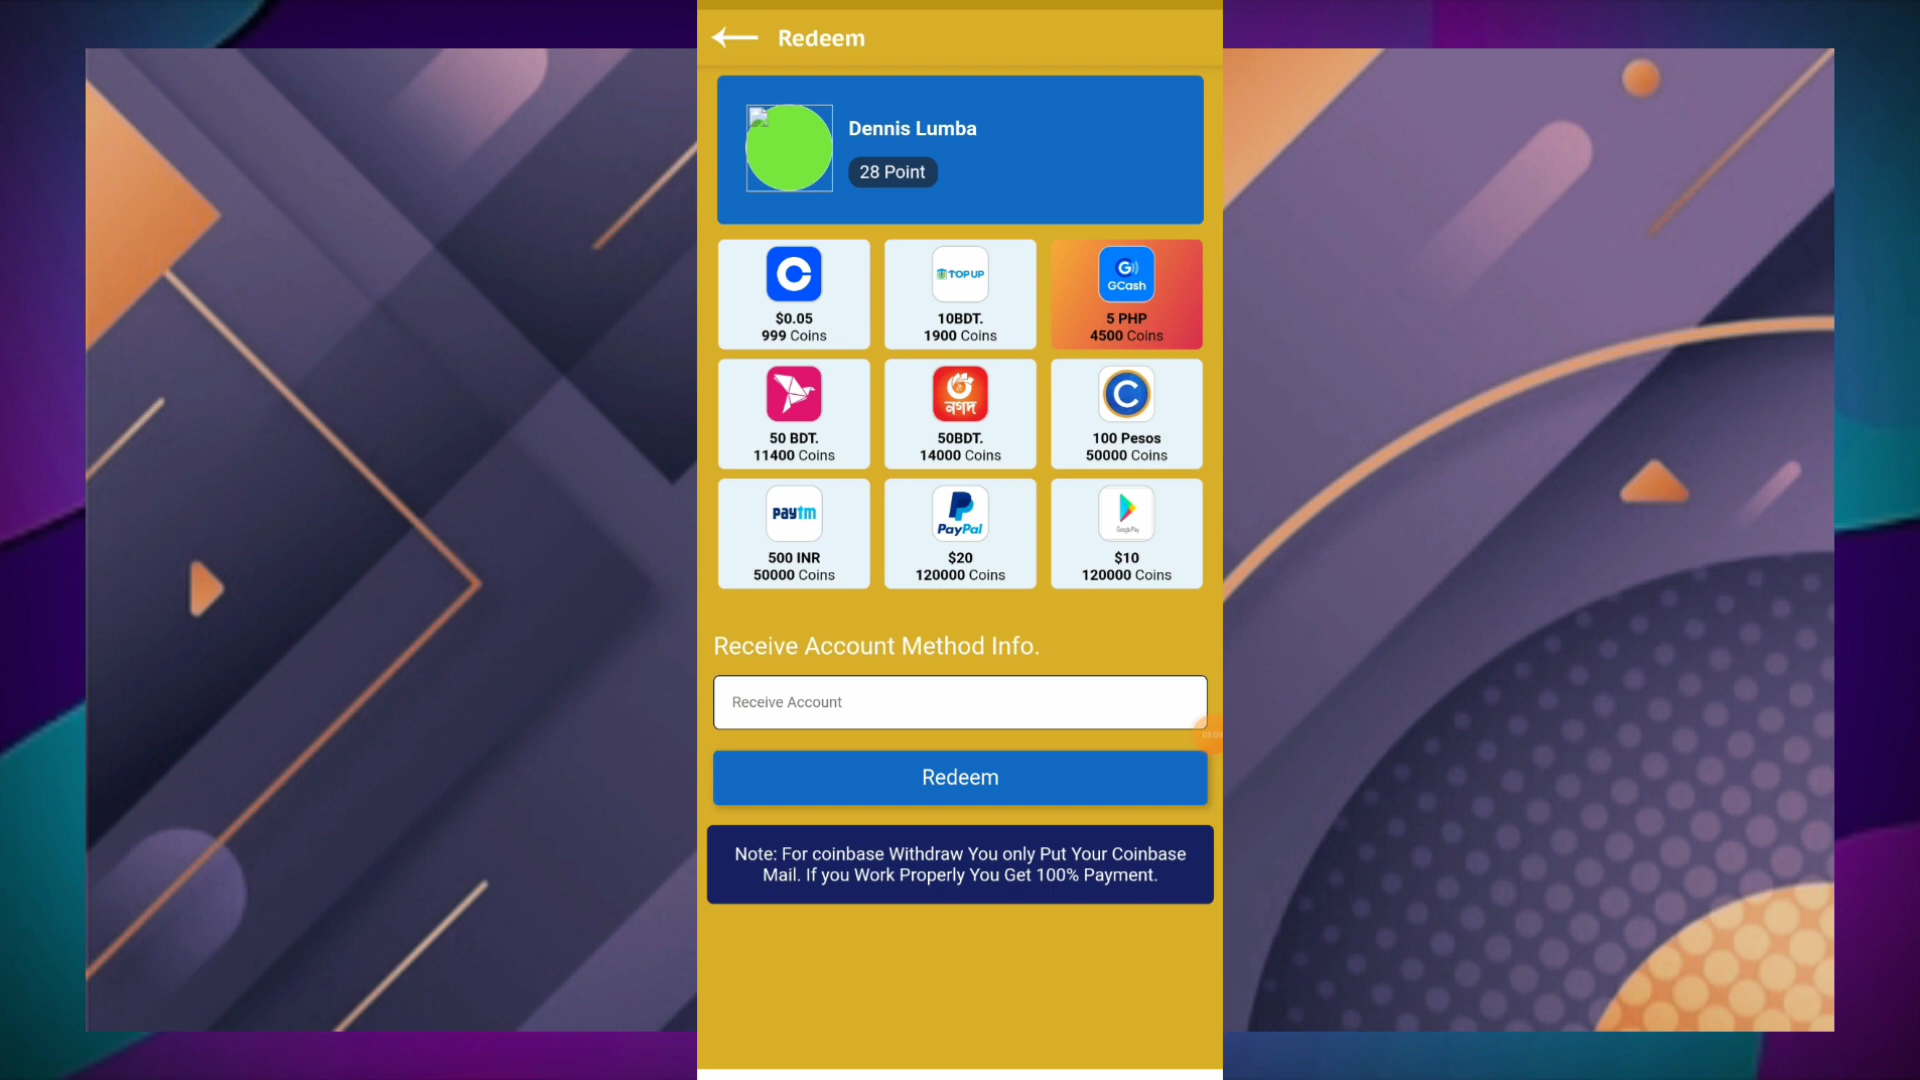 Redeem
Dennis Lumba
28 Point
$0.05
999 Coins
TOPUP
10BDT.
1900 Coins
G
GCash
5 PHP
4500 Coins
50 BDT.
11400 Coins
নগদ
50BDT.
14000 Coins
C
100 Pesos
50000 Coins
paytm
500 INR
50000 Coins
PayPal
$20
120000 Coins
Google Play
$10
120000 Coins
Receive Account Method Info.
Receive Account
Redeem
Note: For coinbase Withdraw You only Put Your Coinbase
Mail. If you Work Properly You Get 100% Payment.